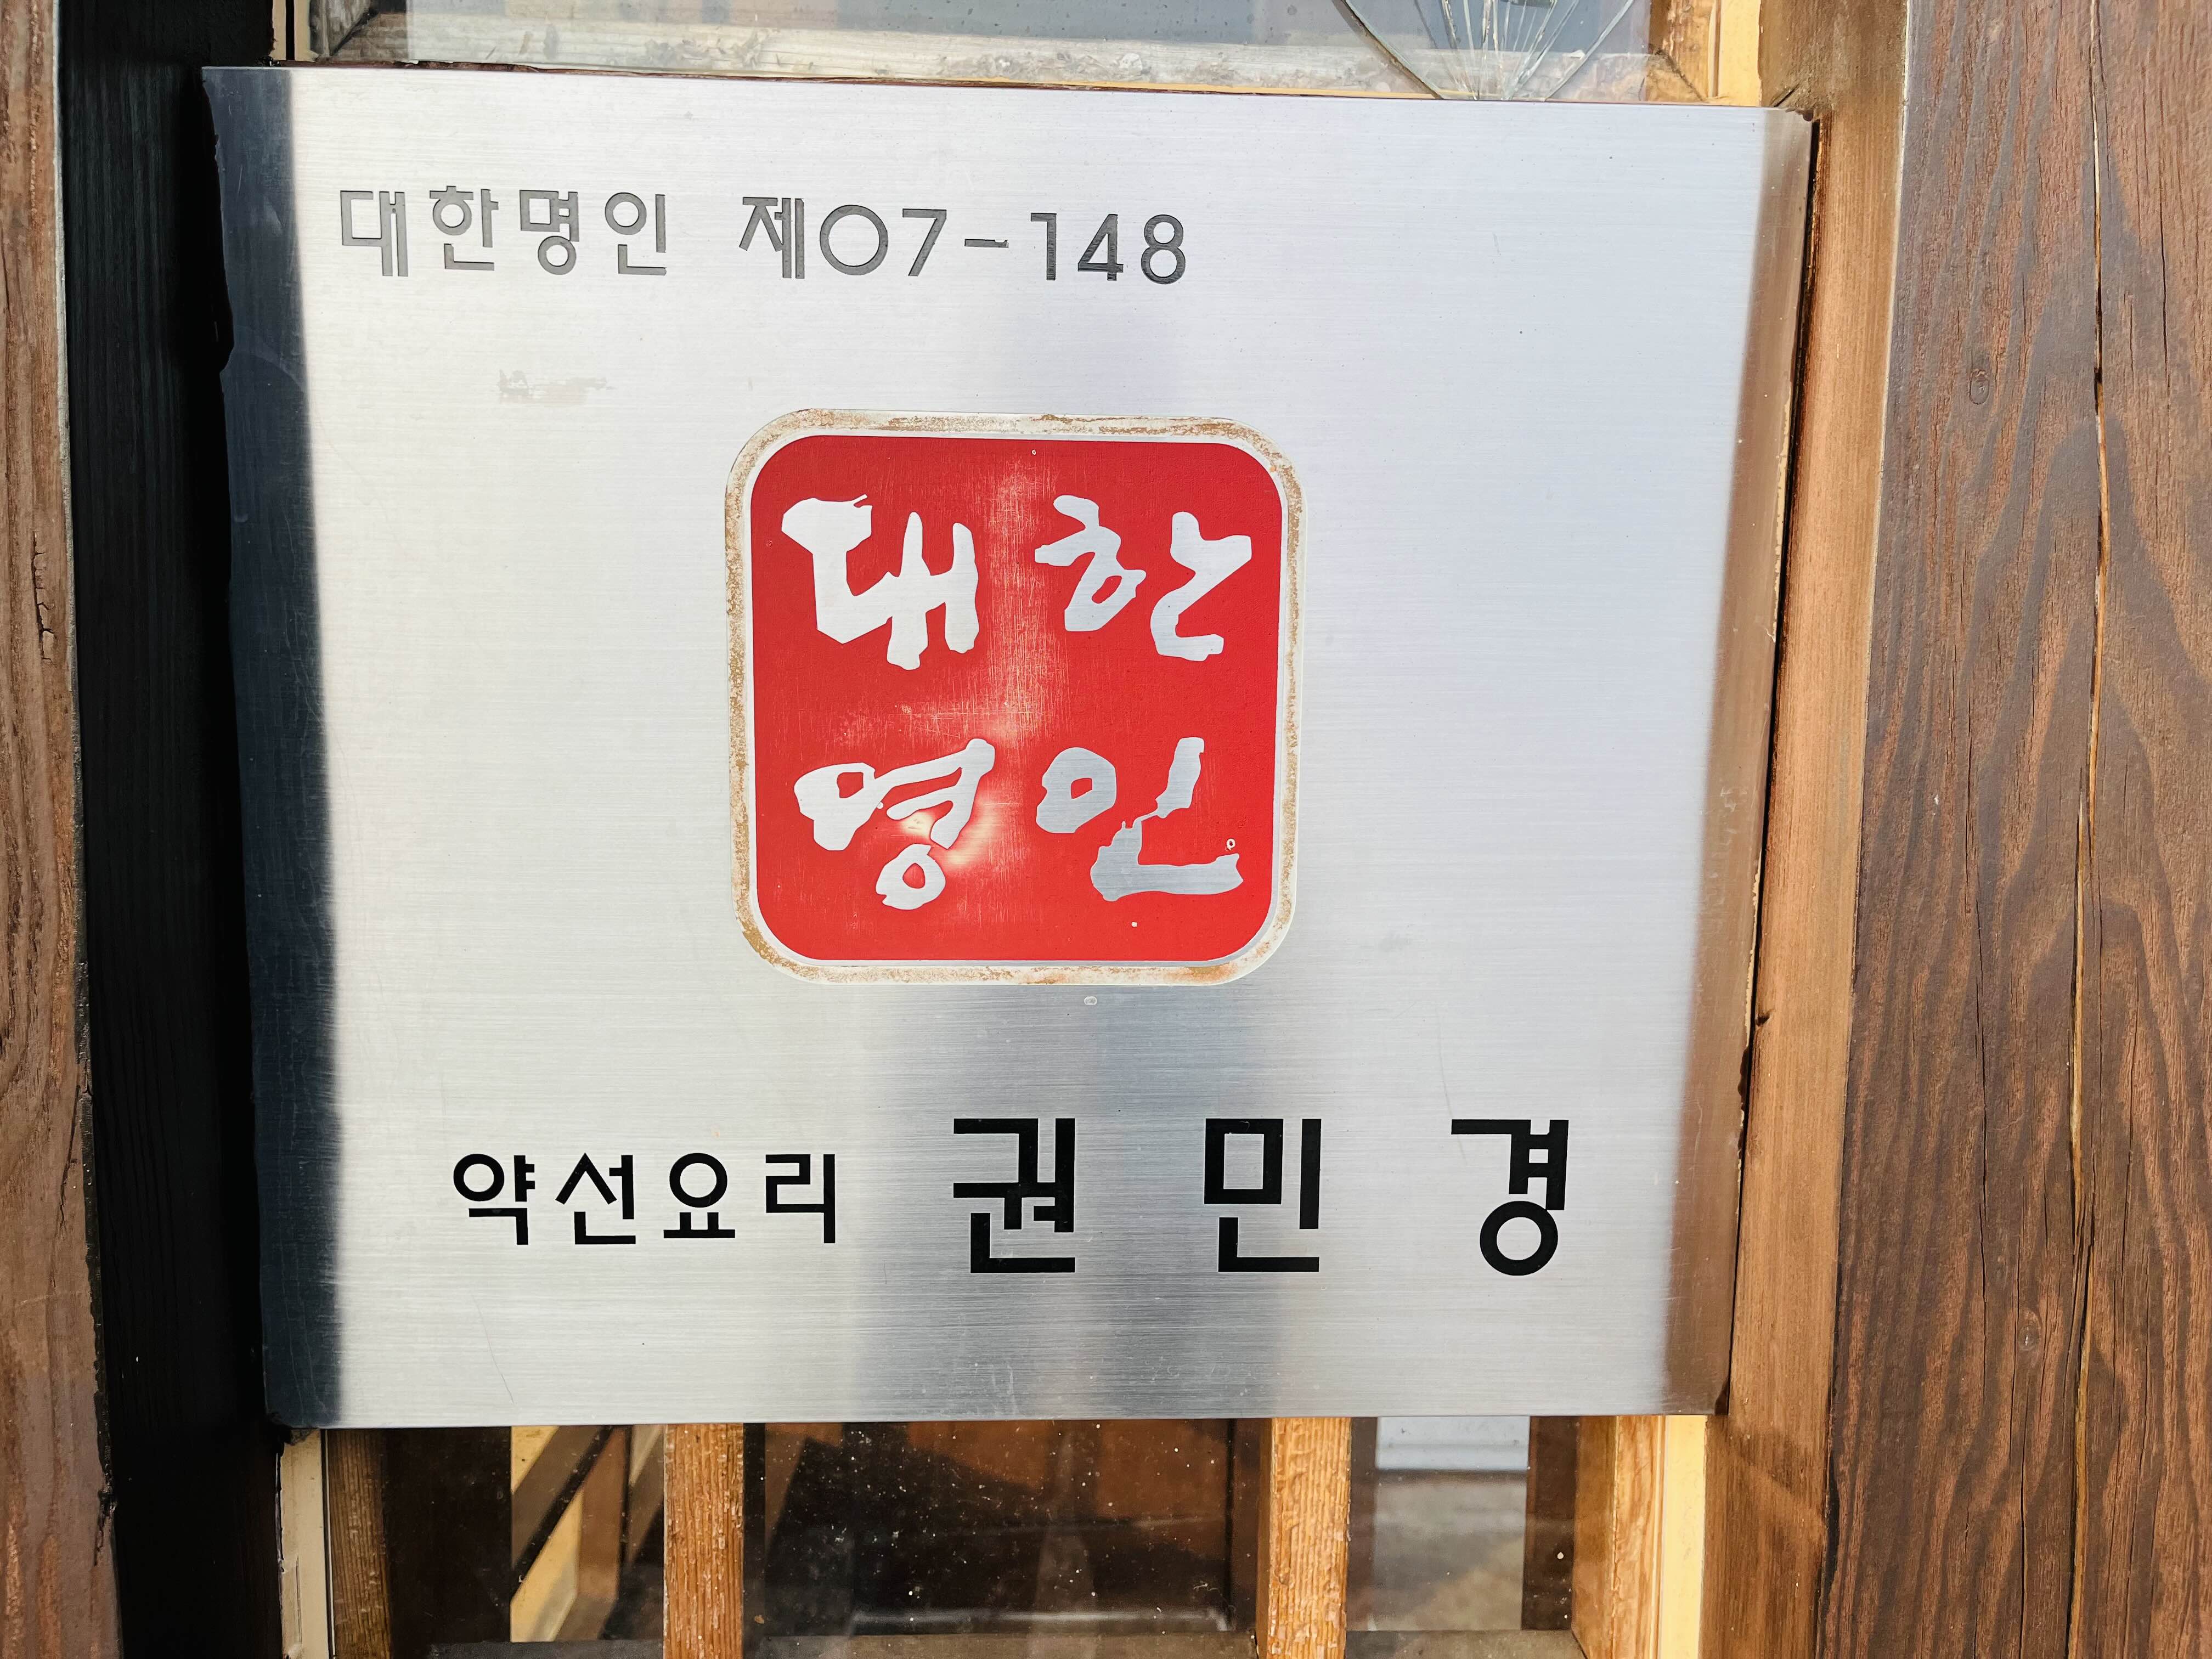 대한명인 제07-148
대한
명인
약선요리 권민경